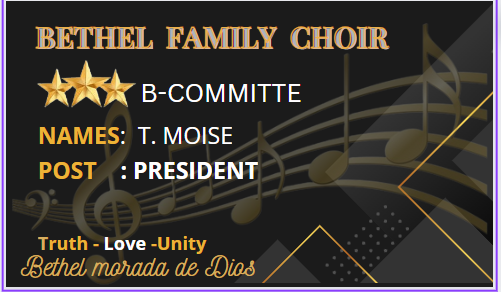 BETHEL FAMILY CHOIR
B-COMMITTE
NAMES: T. MOISE
POST : PRESIDENT
Truth - Love -Unity
Bethel morada de Dios